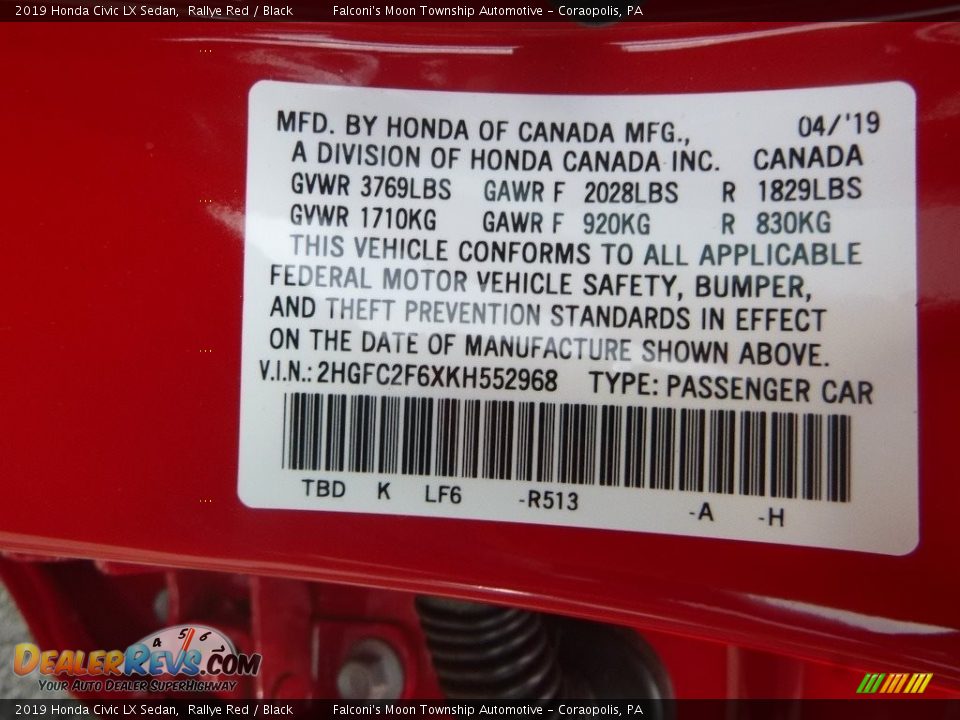 2019 Honda Civic LX Sedan, Rallye Red / Black Falconi's Moon Township Automotive - Coraopolis, PA
MFD. BY HONDA OF CANADA MFG., 04/'19
A DIVISION OF HONDA CANADA INC. CANADA
GVWR 3769LBS GAWR F 2028LBS R 1829LBS
GVWR 1710KG GAWR F 920KG R 830KG
THIS VEHICLE CONFORMS TO ALL APPLICABLE
FEDERAL MOTOR VEHICLE SAFETY, BUMPER,
AND THEFT PREVENTION STANDARDS IN EFFECT
ON THE DATE OF MANUFACTURE SHOWN ABOVE.
V.I.N.: 2HGFC2F6XKH552968 TYPE: PASSENGER CAR
TBD K LF6 -R513 -A -H
4 5 6
DEALERREVS.COM
YOUR AUTO DEALER SUPERHIGHWAY
2019 Honda Civic LX Sedan, Rallye Red / Black Falconi's Moon Township Automotive - Coraopolis, PA